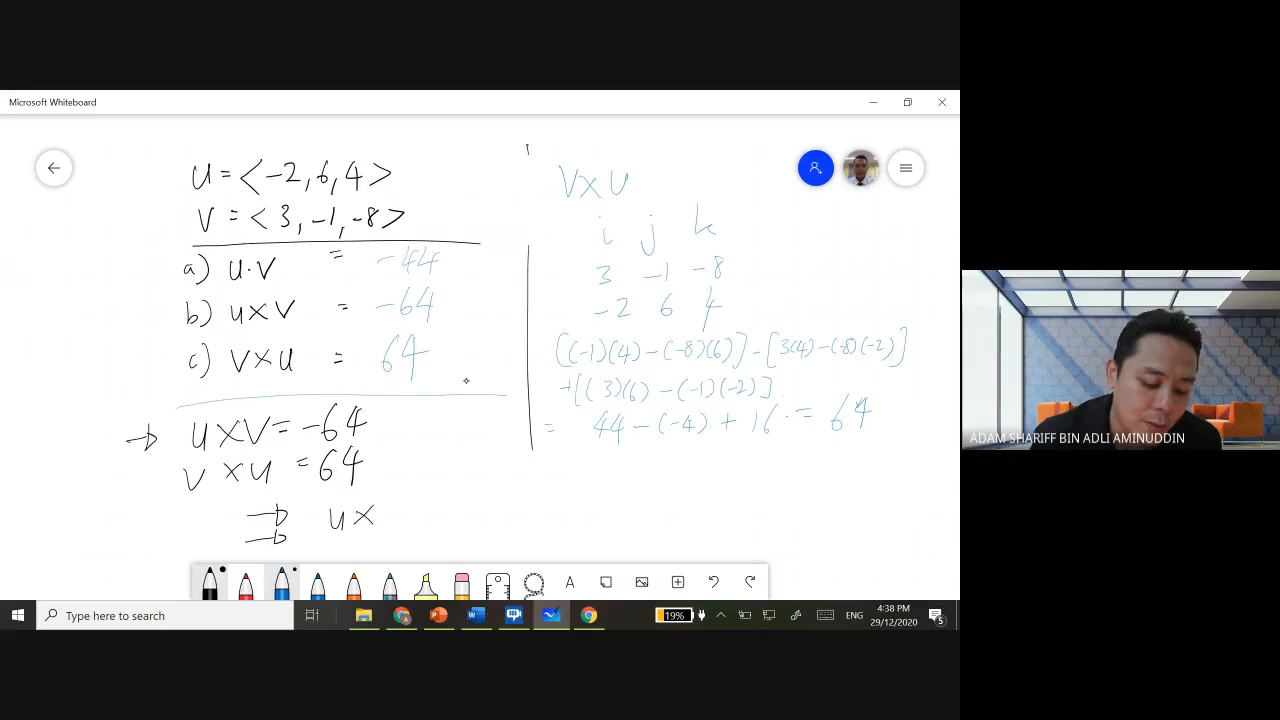 Microsoft Whiteboard
u = < -2, 6, 4 >
v = < 3, -1, -8 >
a) u·v = -44
b) u×v = -64
c) v×u = 64
→ u×v = -64
v×u = 64
⇒ u×
V×U
i j k
3 -1 -8
-2 6 4
[(-1)(4) - (-8)(6)] - [3(4) - (-8)(-2)]
+[(3)(6) - (-1)(-2)]
= 44 - (-4) + 16 = 64
ADAM SHARIFF BIN ADLI AMINUDDIN
A
Type here to search
19%
ENG
4:38 PM
29/12/2020
5